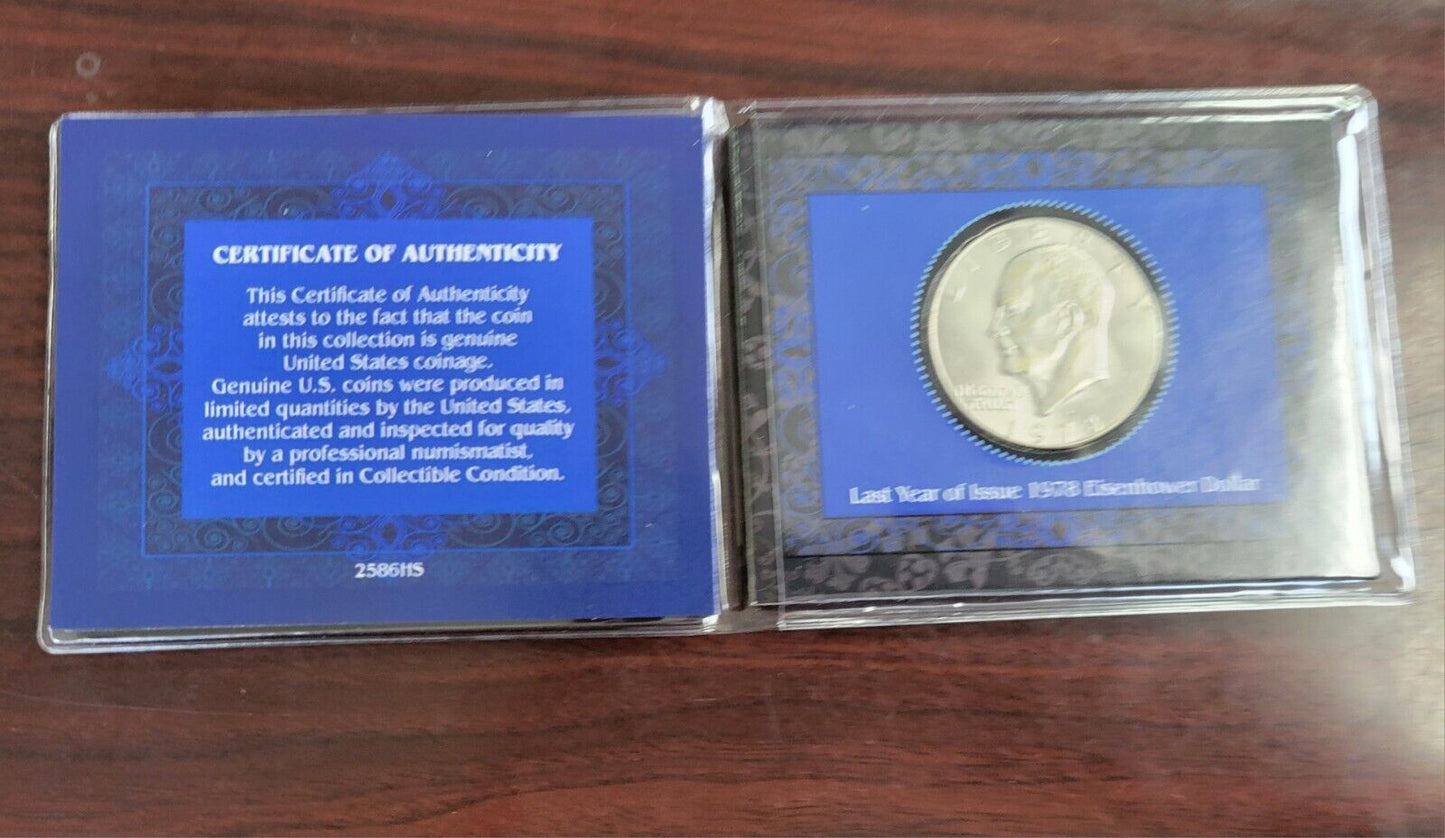 CERTIFICATE OF AUTHENTICITY
This Certificate of Authenticity
attests to the fact that the coin
in this collection is genuine
United States coinage.
Genuine U.S. coins were produced in
limited quantities by the United States,
authenticated and inspected for quality
by a professional numismatist,
and certified in Collectible Condition.
2586HS
1978
Last Year of Issue 1978 Eisenhower Dollar